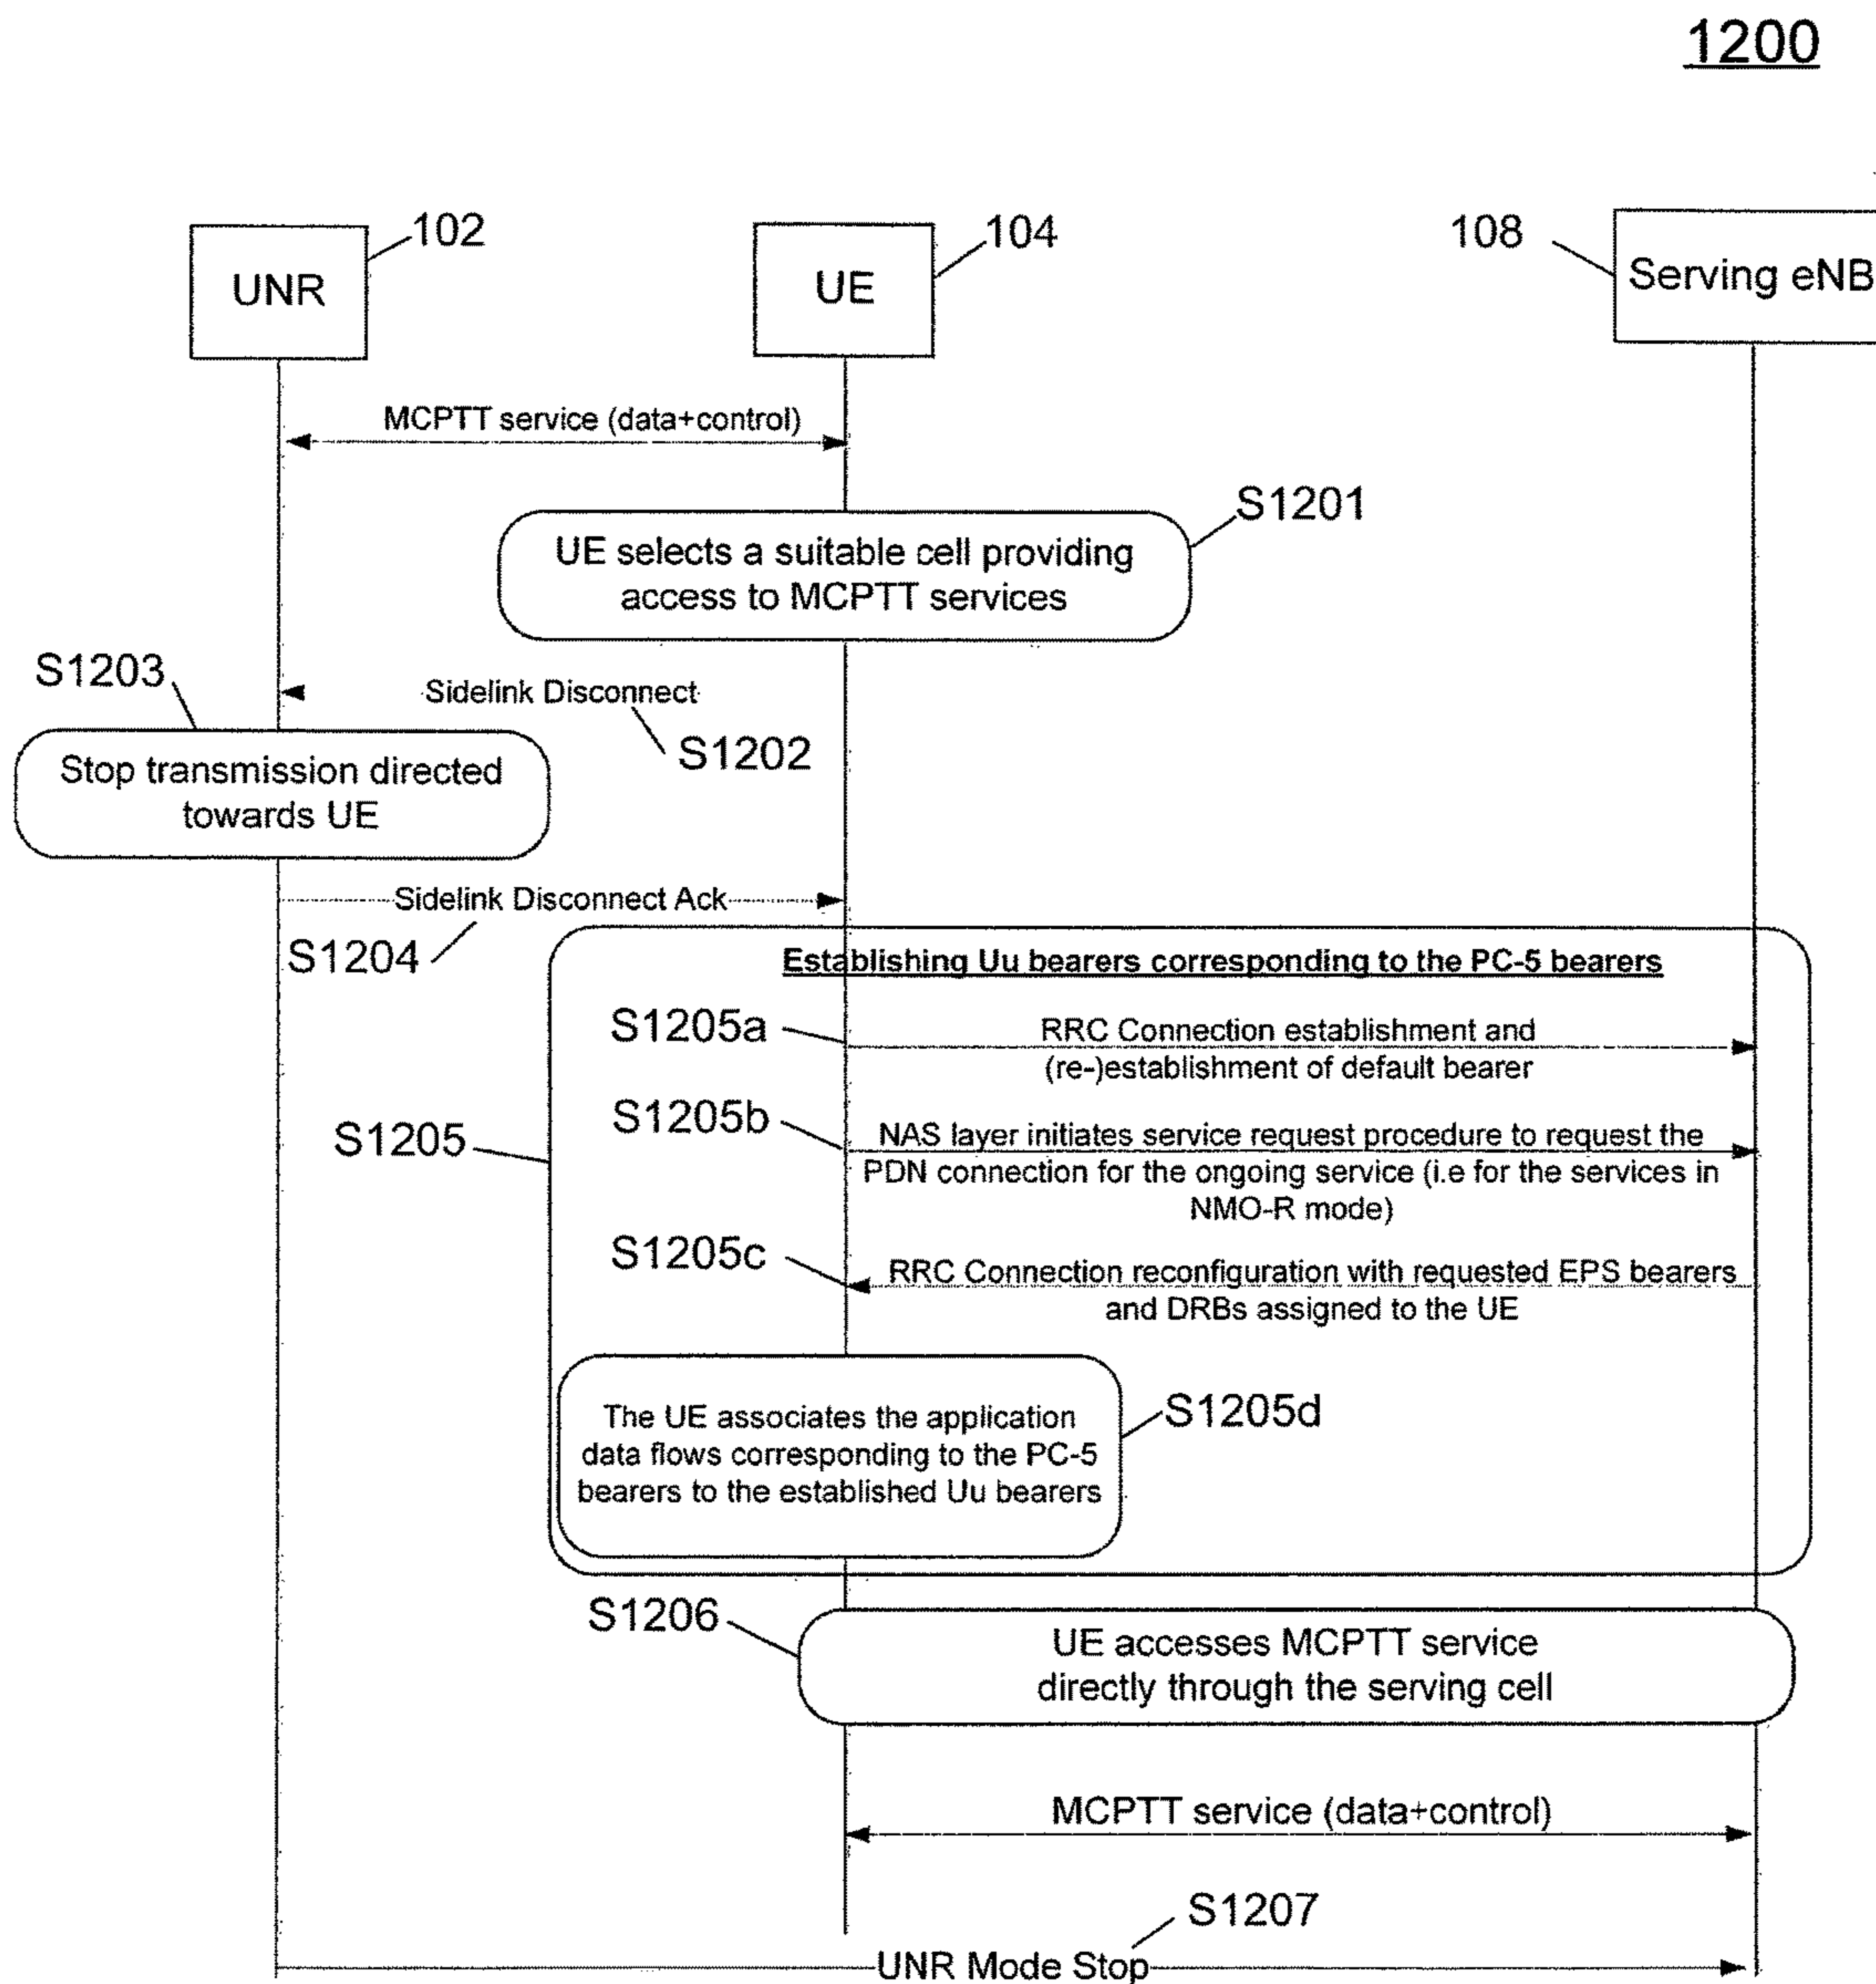 1200
102
104
108
UNR
UE
Serving eNB
MCPTT service (data+control)
S1201
UE selects a suitable cell providing
access to MCPTT services
S1203
Sidelink Disconnect
S1202
Stop transmission directed
towards UE
Sidelink Disconnect Ack
S1204
Establishing Uu bearers corresponding to the PC-5 bearers
S1205a
RRC Connection establishment and
(re-)establishment of default bearer
S1205b
S1205
NAS layer initiates service request procedure to request the
PDN connection for the ongoing service (i.e for the services in
NMO-R mode)
S1205c
RRC Connection reconfiguration with requested EPS bearers
and DRBs assigned to the UE
The UE associates the application
data flows corresponding to the PC-5
bearers to the established Uu bearers
S1205d
S1206
UE accesses MCPTT service
directly through the serving cell
MCPTT service (data+control)
S1207
UNR Mode Stop